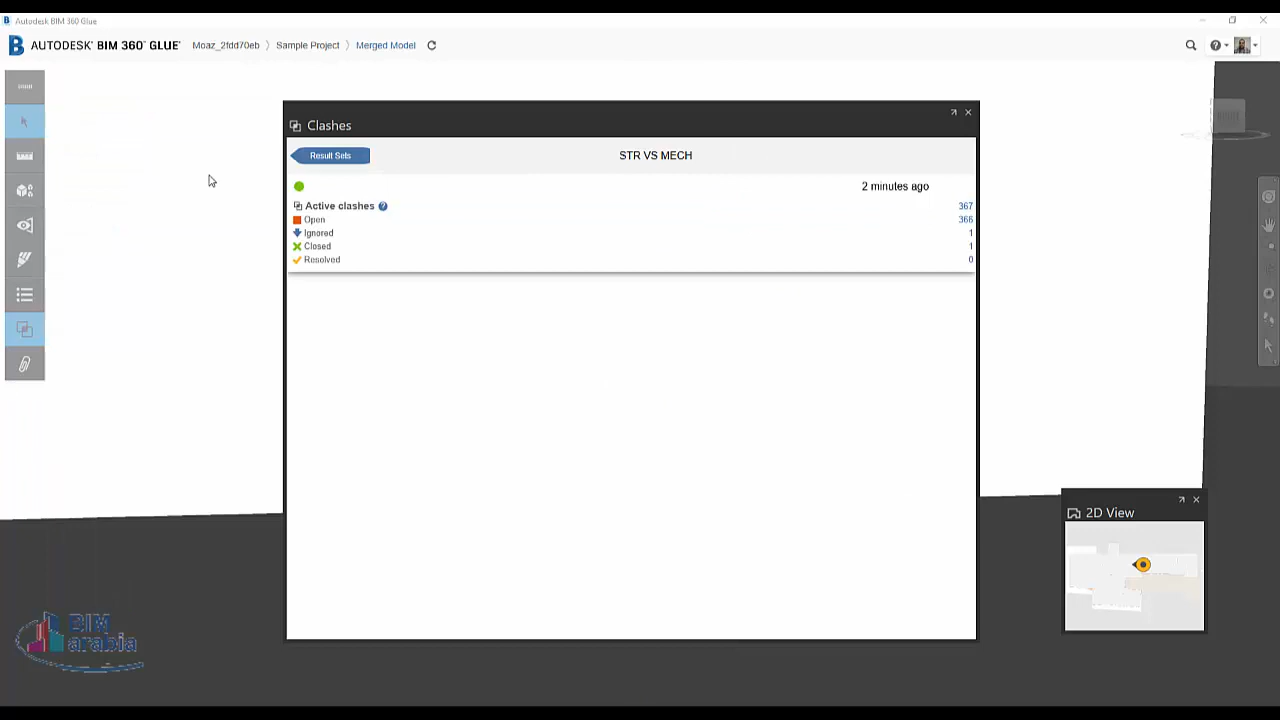 Autodesk BIM 360 Glue
AUTODESK® BIM 360™ GLUE® Moaz_2fdd70eb Sample Project Merged Model
Clashes
Result Sets STR VS MECH
2 minutes ago
Active clashes ? 367
Open 366
Ignored 1
Closed 1
Resolved 0
2D View
BIM
arabia